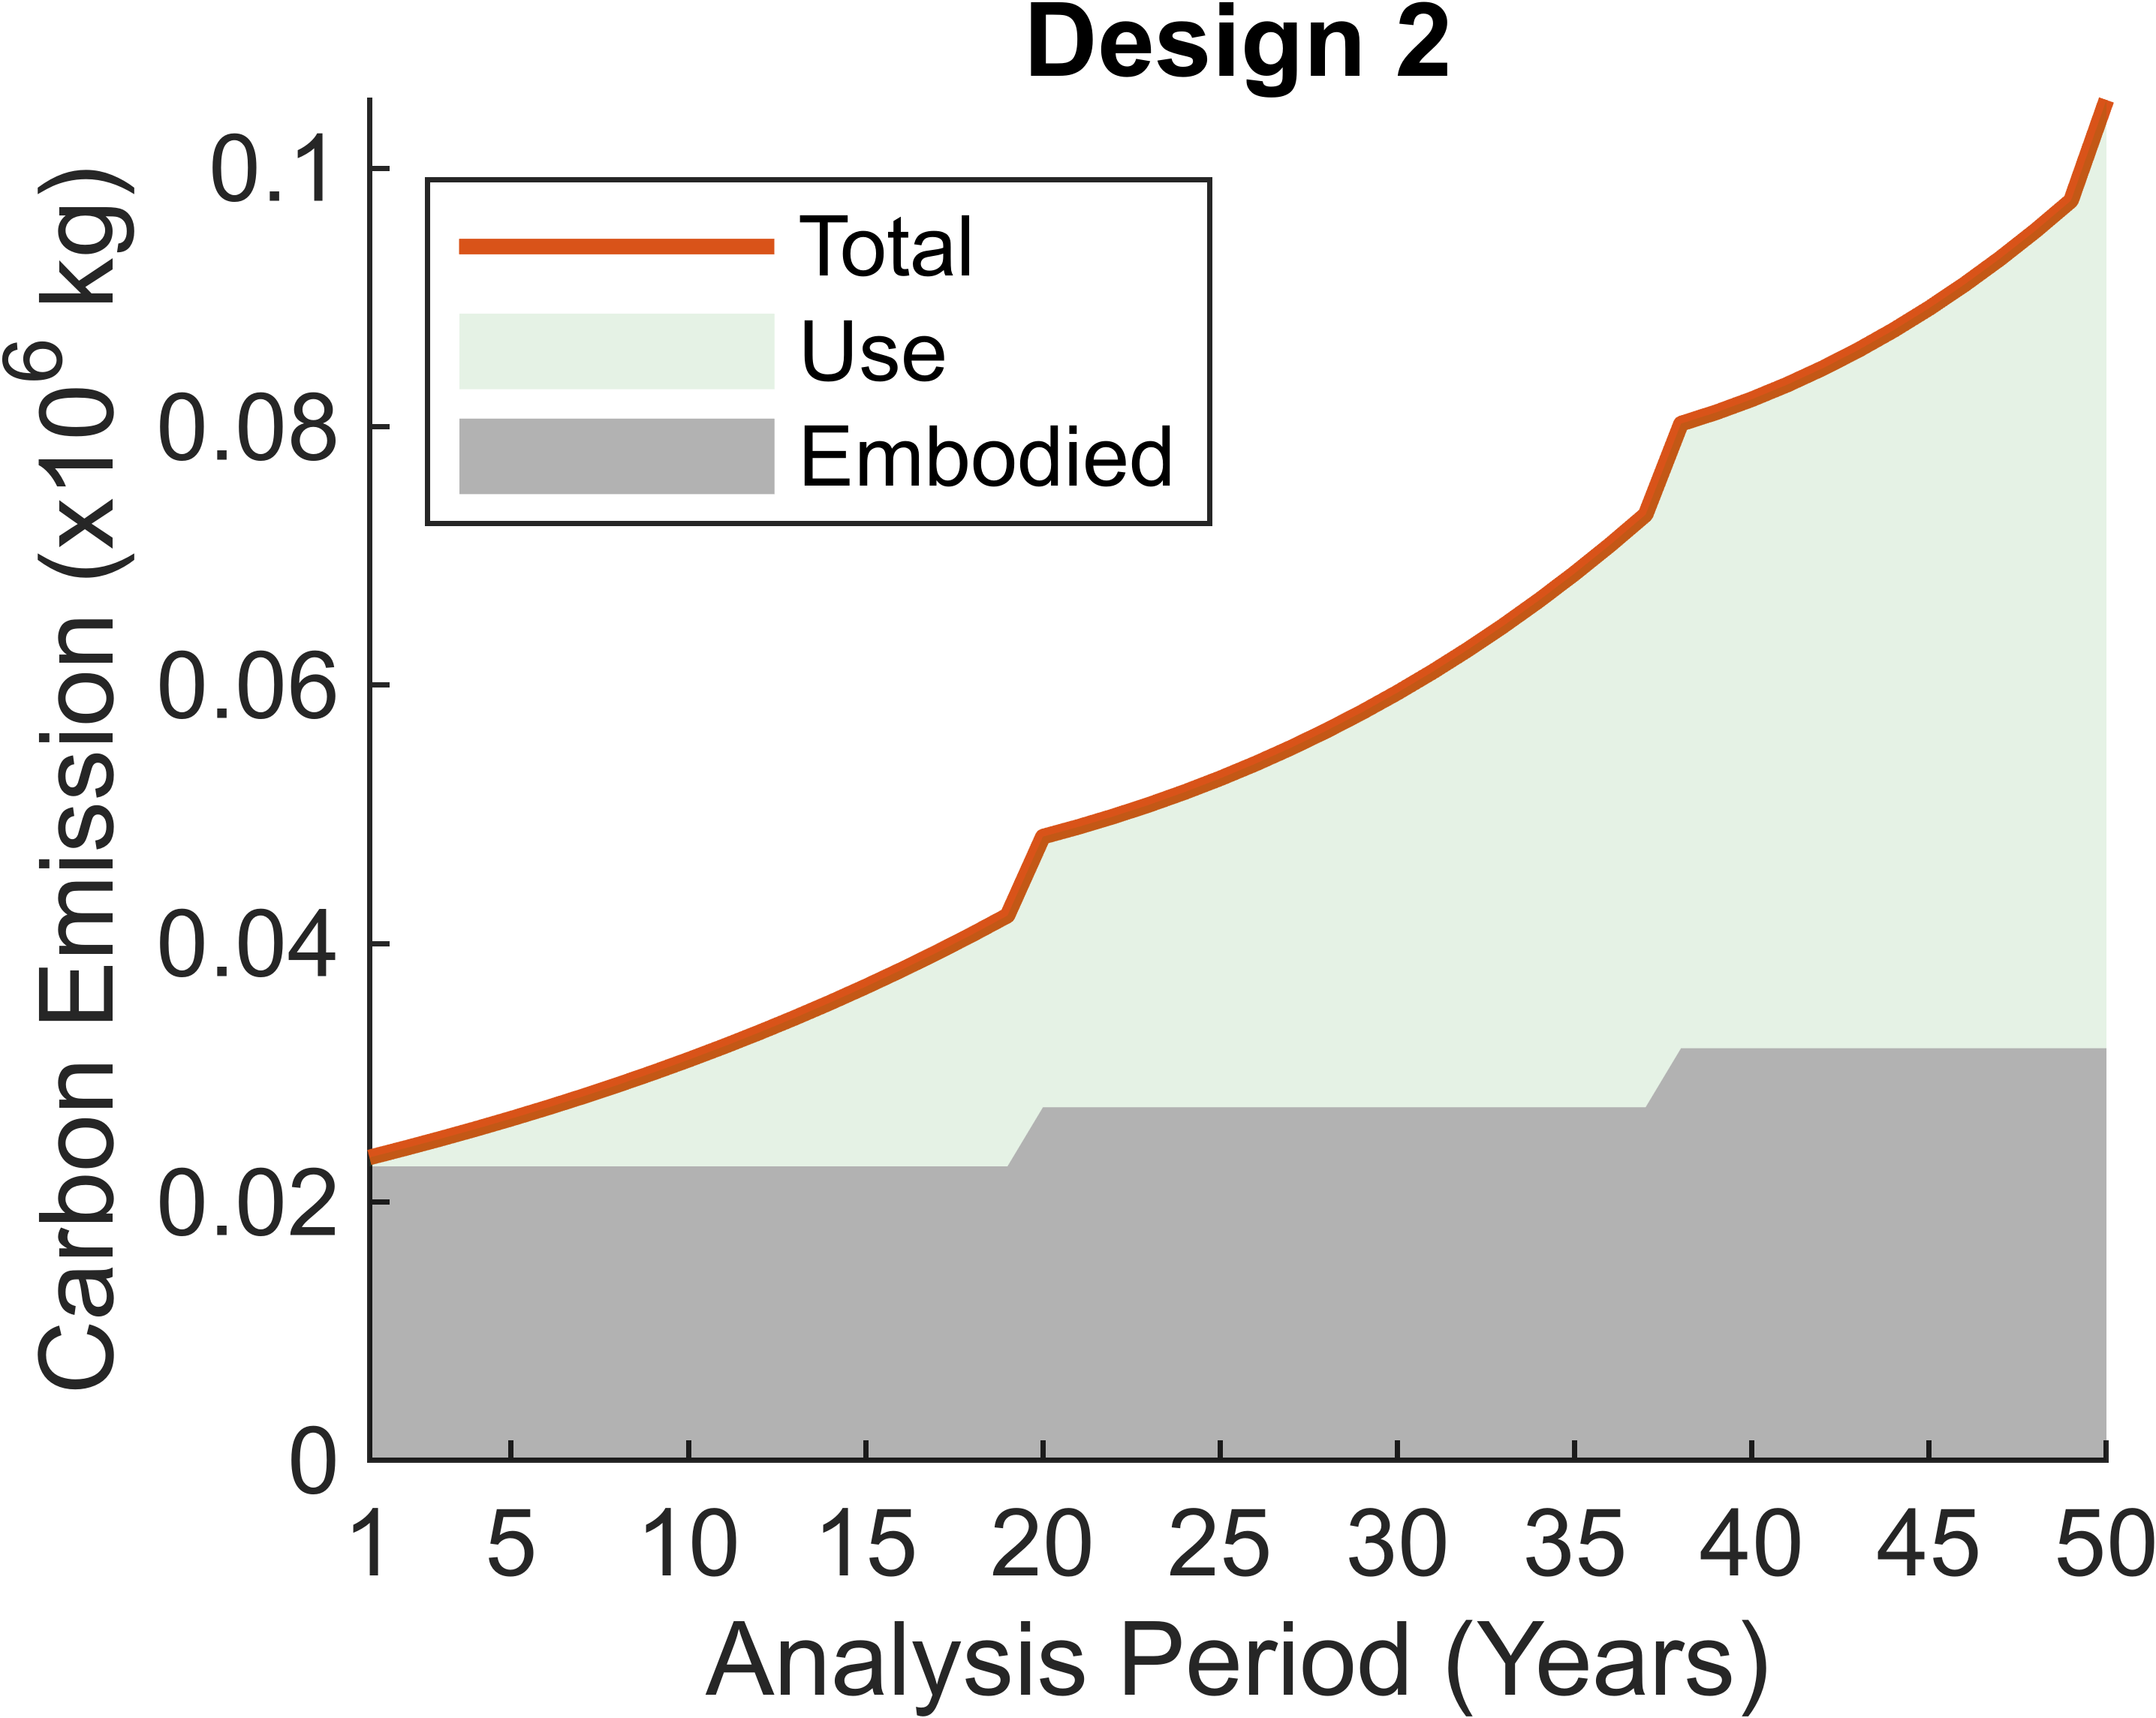 Design 2
Carbon Emission (x10⁶ kg)
0.1
0.08
0.06
0.04
0.02
0
Total
Use
Embodied
1 5 10 15 20 25 30 35 40 45 50
Analysis Period (Years)